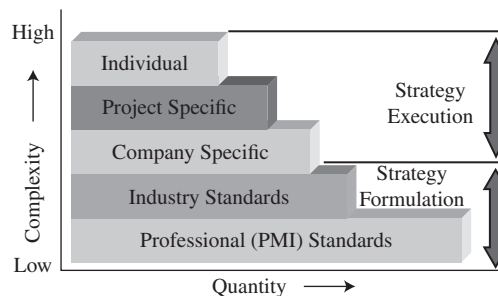 High
Individual
Project Specific
Strategy
Execution
Company Specific
Complexity
Industry Standards
Strategy
Formulation
Professional (PMI) Standards
Low
Quantity